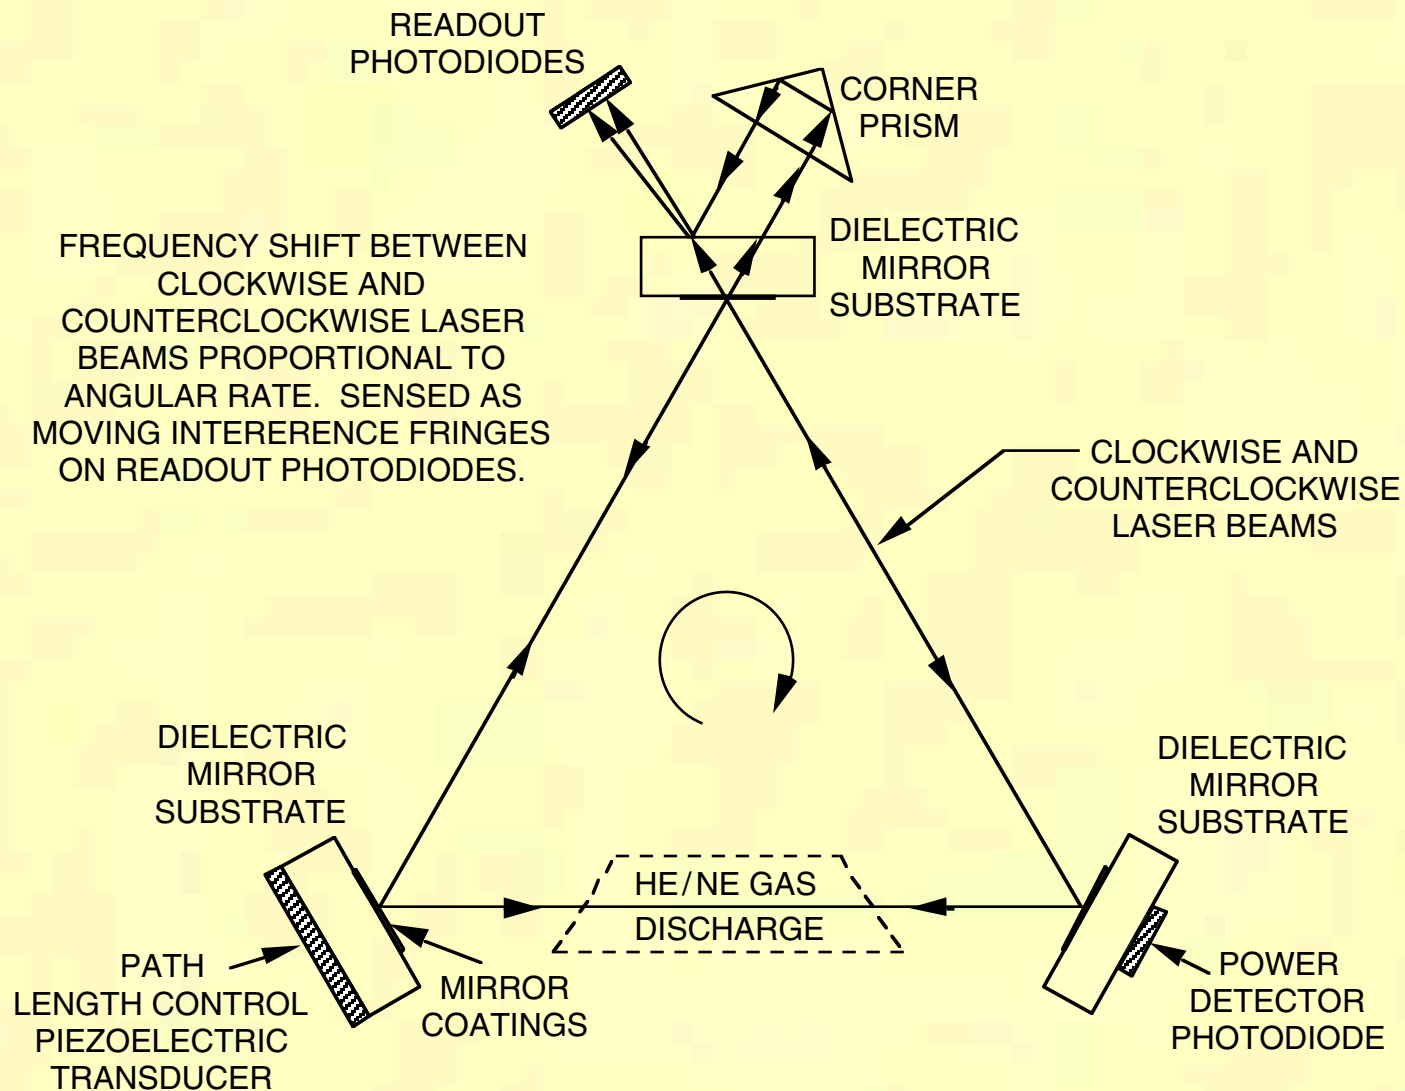 READOUT
PHOTODIODES
CORNER
PRISM
DIELECTRIC
MIRROR
SUBSTRATE
FREQUENCY SHIFT BETWEEN
CLOCKWISE AND
COUNTERCLOCKWISE LASER
BEAMS PROPORTIONAL TO
ANGULAR RATE. SENSED AS
MOVING INTERERENCE FRINGES
ON READOUT PHOTODIODES.
CLOCKWISE AND
COUNTERCLOCKWISE
LASER BEAMS
DIELECTRIC
MIRROR
SUBSTRATE
DIELECTRIC
MIRROR
SUBSTRATE
HE/NE GAS
DISCHARGE
PATH
LENGTH CONTROL
PIEZOELECTRIC
TRANSDUCER
MIRROR
COATINGS
POWER
DETECTOR
PHOTODIODE